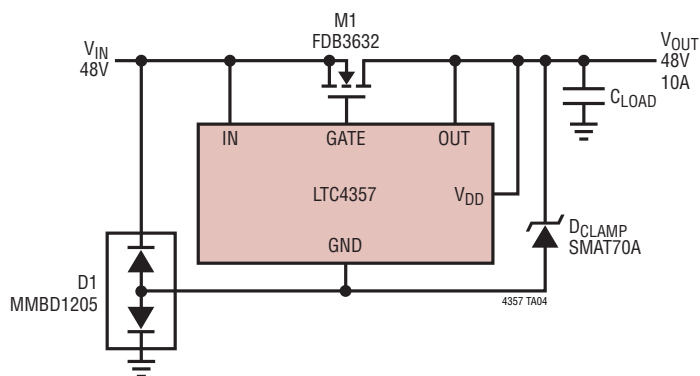 M1
FDB3632
VIN
48V
VOUT
48V
10A
CLOAD
IN
GATE
OUT
LTC4357
VDD
GND
DCLAMP
SMAT70A
D1
MMBD1205
4357 TA04